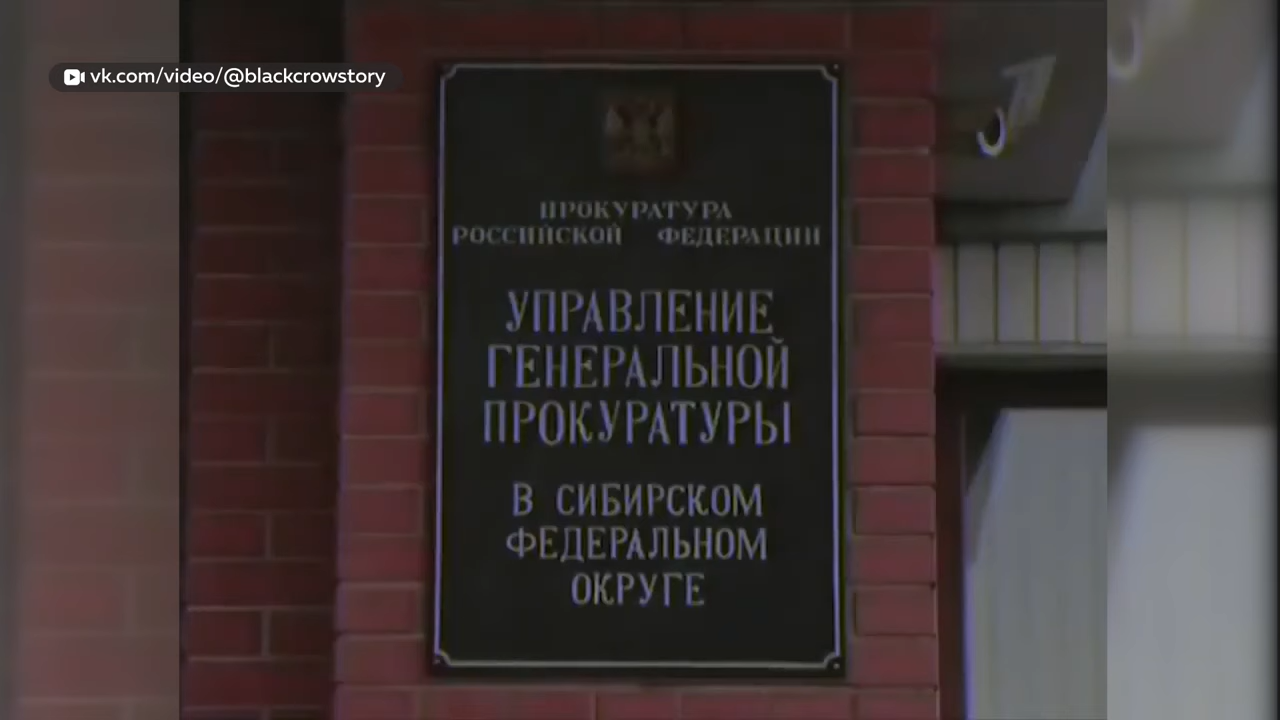 vk.com/video/@blackcrowstory
ПРОКУРАТУРА
РОССИЙСКОЙ ФЕДЕРАЦИИ
УПРАВЛЕНИЕ
ГЕНЕРАЛЬНОЙ
ПРОКУРАТУРЫ
В СИБИРСКОМ
ФЕДЕРАЛЬНОМ
ОКРУГЕ